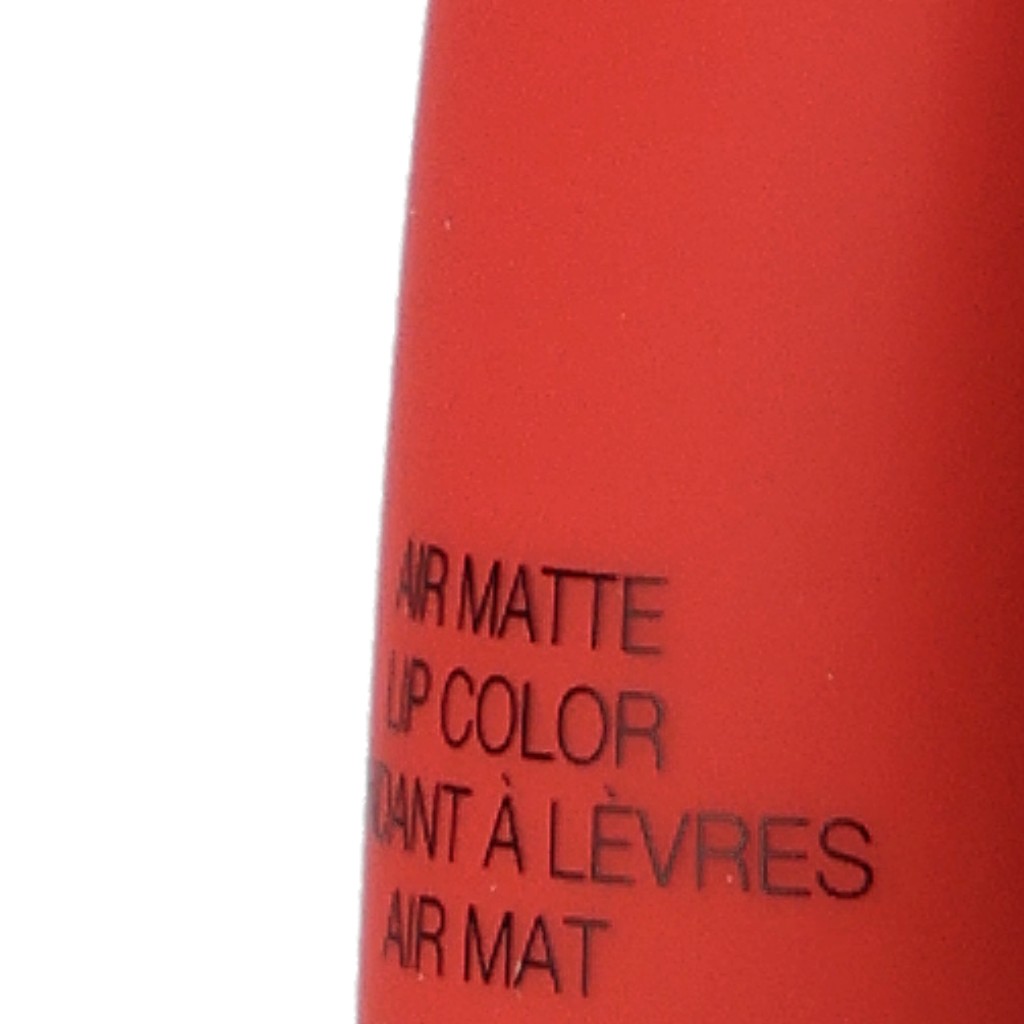 AIR MATTE
LIP COLOR
À LÈVRES
AIR MAT